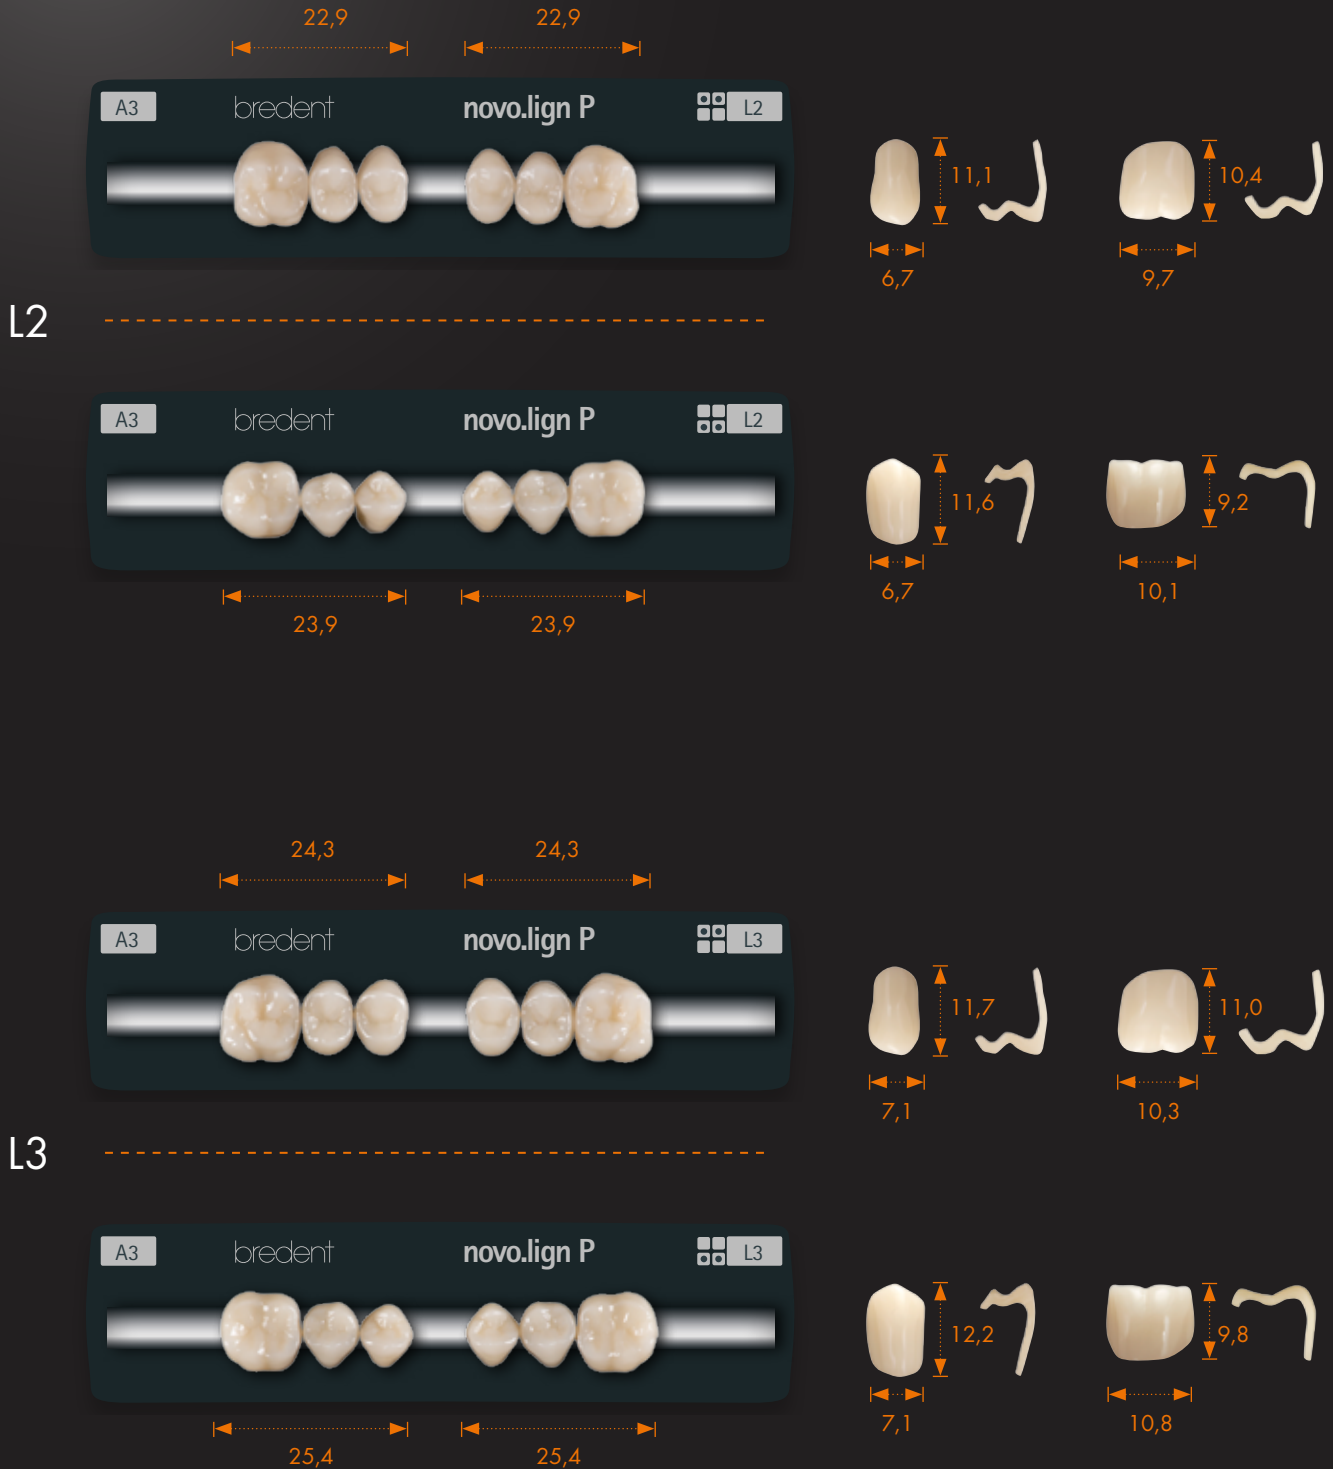 22,9 22,9
A3 bredent novo.lign P L2
11,1 10,4
6,7 9,7
L2
A3 bredent novo.lign P L2
11,6 9,2
6,7 10,1
23,9 23,9
24,3 24,3
A3 bredent novo.lign P L3
11,7 11,0
7,1 10,3
L3
A3 bredent novo.lign P L3
12,2 9,8
7,1 10,8
25,4 25,4